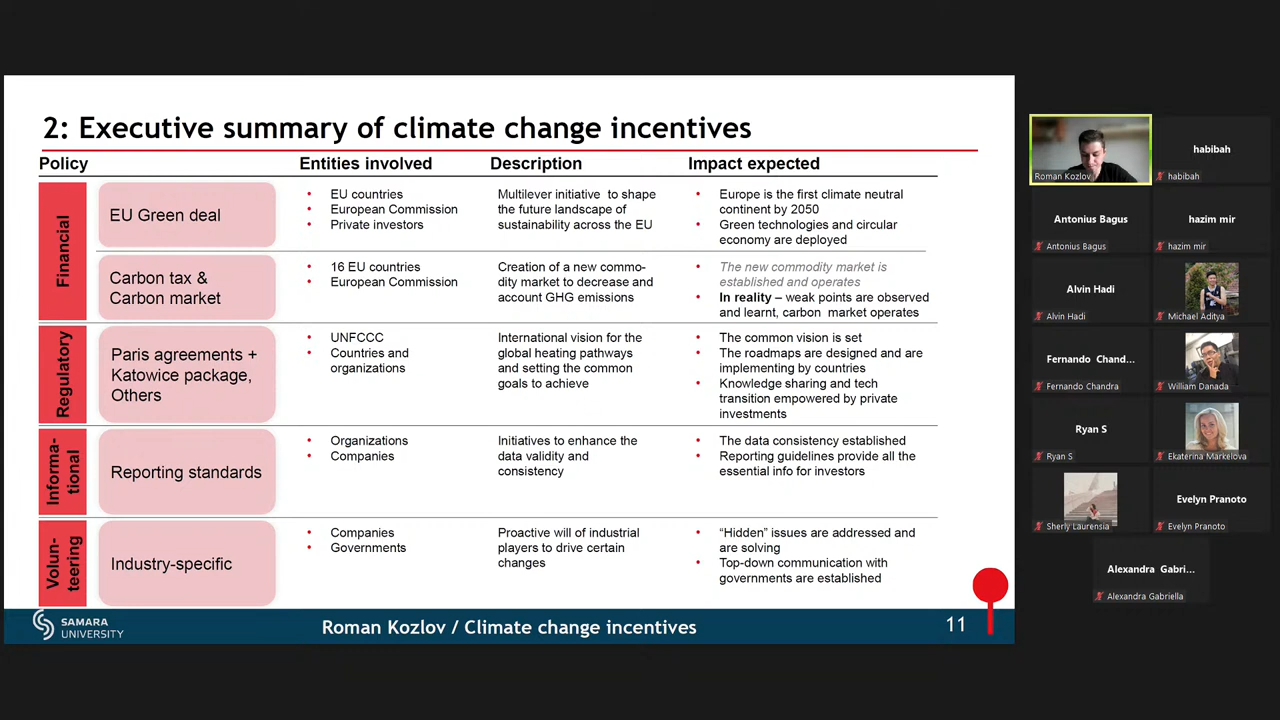 2: Executive summary of climate change incentives
Policy
Entities involved
Description
Impact expected
Financial
EU Green deal
• EU countries
• European Commission
• Private investors
Multilever initiative to shape
the future landscape of
sustainability across the EU
• Europe is the first climate neutral
continent by 2050
• Green technologies and circular
economy are deployed
Carbon tax &
Carbon market
• 16 EU countries
• European Commission
Creation of a new commo-
dity market to decrease and
account GHG emissions
• The new commodity market is
established and operates
• In reality – weak points are observed
and learnt, carbon market operates
Regulatory
Paris agreements +
Katowice package,
Others
• UNFCCC
• Countries and
organizations
International vision for the
global heating pathways
and setting the common
goals to achieve
• The common vision is set
• The roadmaps are designed and are
implementing by countries
• Knowledge sharing and tech
transition empowered by private
investments
Informa-
tional
Reporting standards
• Organizations
• Companies
Initiatives to enhance the
data validity and
consistency
• The data consistency established
• Reporting guidelines provide all the
essential info for investors
Volun-
teering
Industry-specific
• Companies
• Governments
Proactive will of industrial
players to drive certain
changes
• “Hidden” issues are addressed and
are solving
• Top-down communication with
governments are established
SAMARA
UNIVERSITY
Roman Kozlov / Climate change incentives
11
Roman Kozlov
habibah
habibah
Antonius Bagus
Antonius Bagus
hazim mir
hazim mir
Alvin Hadi
Alvin Hadi
Michael Aditya
Fernando Chand...
Fernando Chandra
William Danada
Ryan S
Ryan S
Ekaterina Markelova
Sherly Laurensia
Evelyn Pranoto
Evelyn Pranoto
Alexandra Gabri...
Alexandra Gabriella